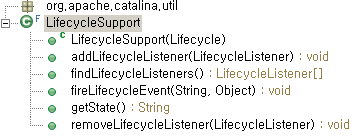 org,apache,catalina,util
LifecycleSupport
LifecycleSupport(Lifecycle)
addLifecycleListener(LifecycleListener) : void
findLifecycleListeners() : LifecycleListener[]
fireLifecycleEvent(String, Object) : void
getState() : String
removeLifecycleListener(LifecycleListener) : void